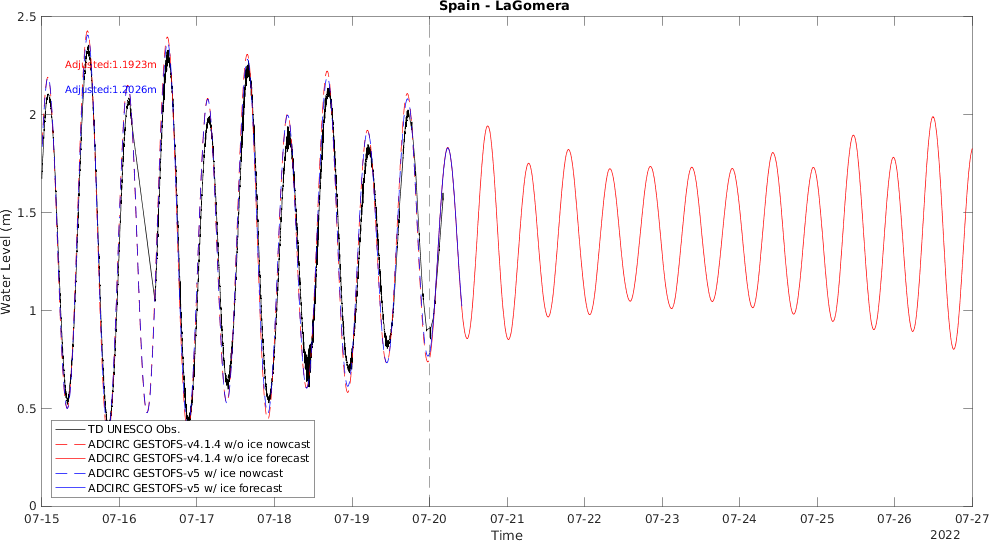 Spain - LaGomera
2.5
2
1.5
1
0.5
0
Water Level (m)
Adjusted:1.1923m
Adjusted:1.2026m
TD UNESCO Obs.
ADCIRC GESTOFS-v4.1.4 w/o ice nowcast
ADCIRC GESTOFS-v4.1.4 w/o ice forecast
ADCIRC GESTOFS-v5 w/ ice nowcast
ADCIRC GESTOFS-v5 w/ ice forecast
07-15 07-16 07-17 07-18 07-19 07-20 07-21 07-22 07-23 07-24 07-25 07-26 07-27
Time
2022